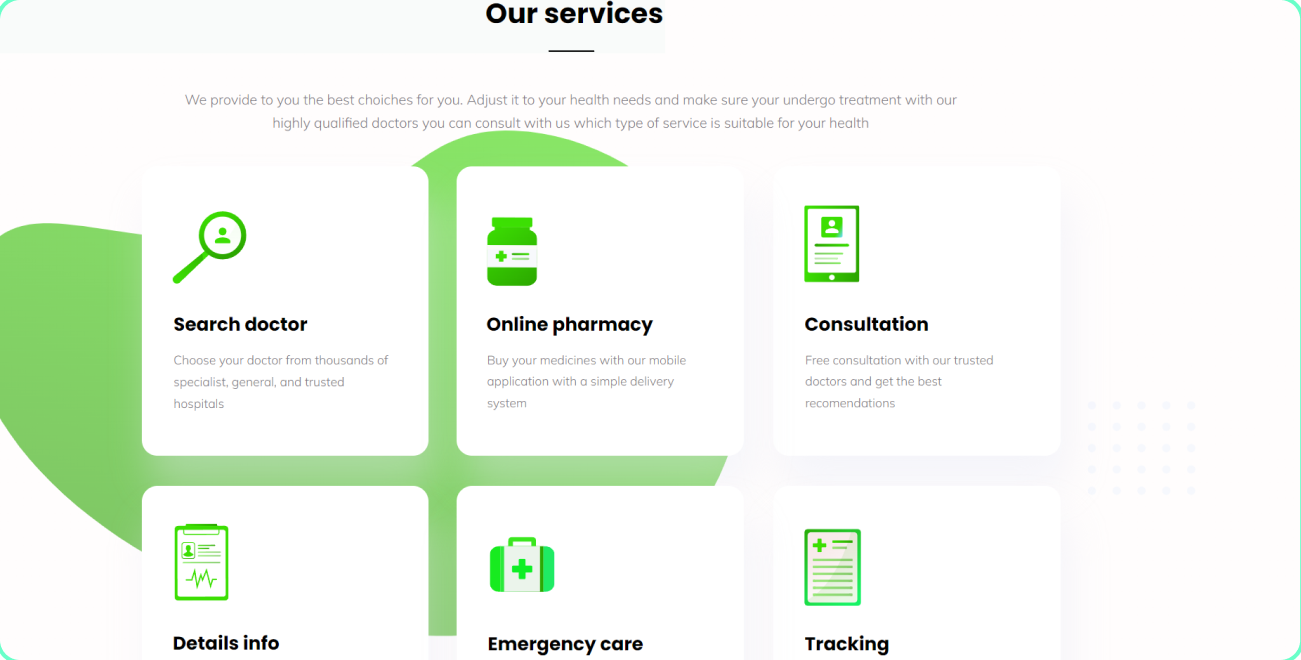 Our services
We provide to you the best choiches for you. Adjust it to your health needs and make sure your undergo treatment with our
highly qualified doctors you can consult with us which type of service is suitable for your health
Search doctor
Choose your doctor from thousands of
specialist, general, and trusted
hospitals
Online pharmacy
Buy your medicines with our mobile
application with a simple delivery
system
Consultation
Free consultation with our trusted
doctors and get the best
recomendations
Details info
Emergency care
Tracking